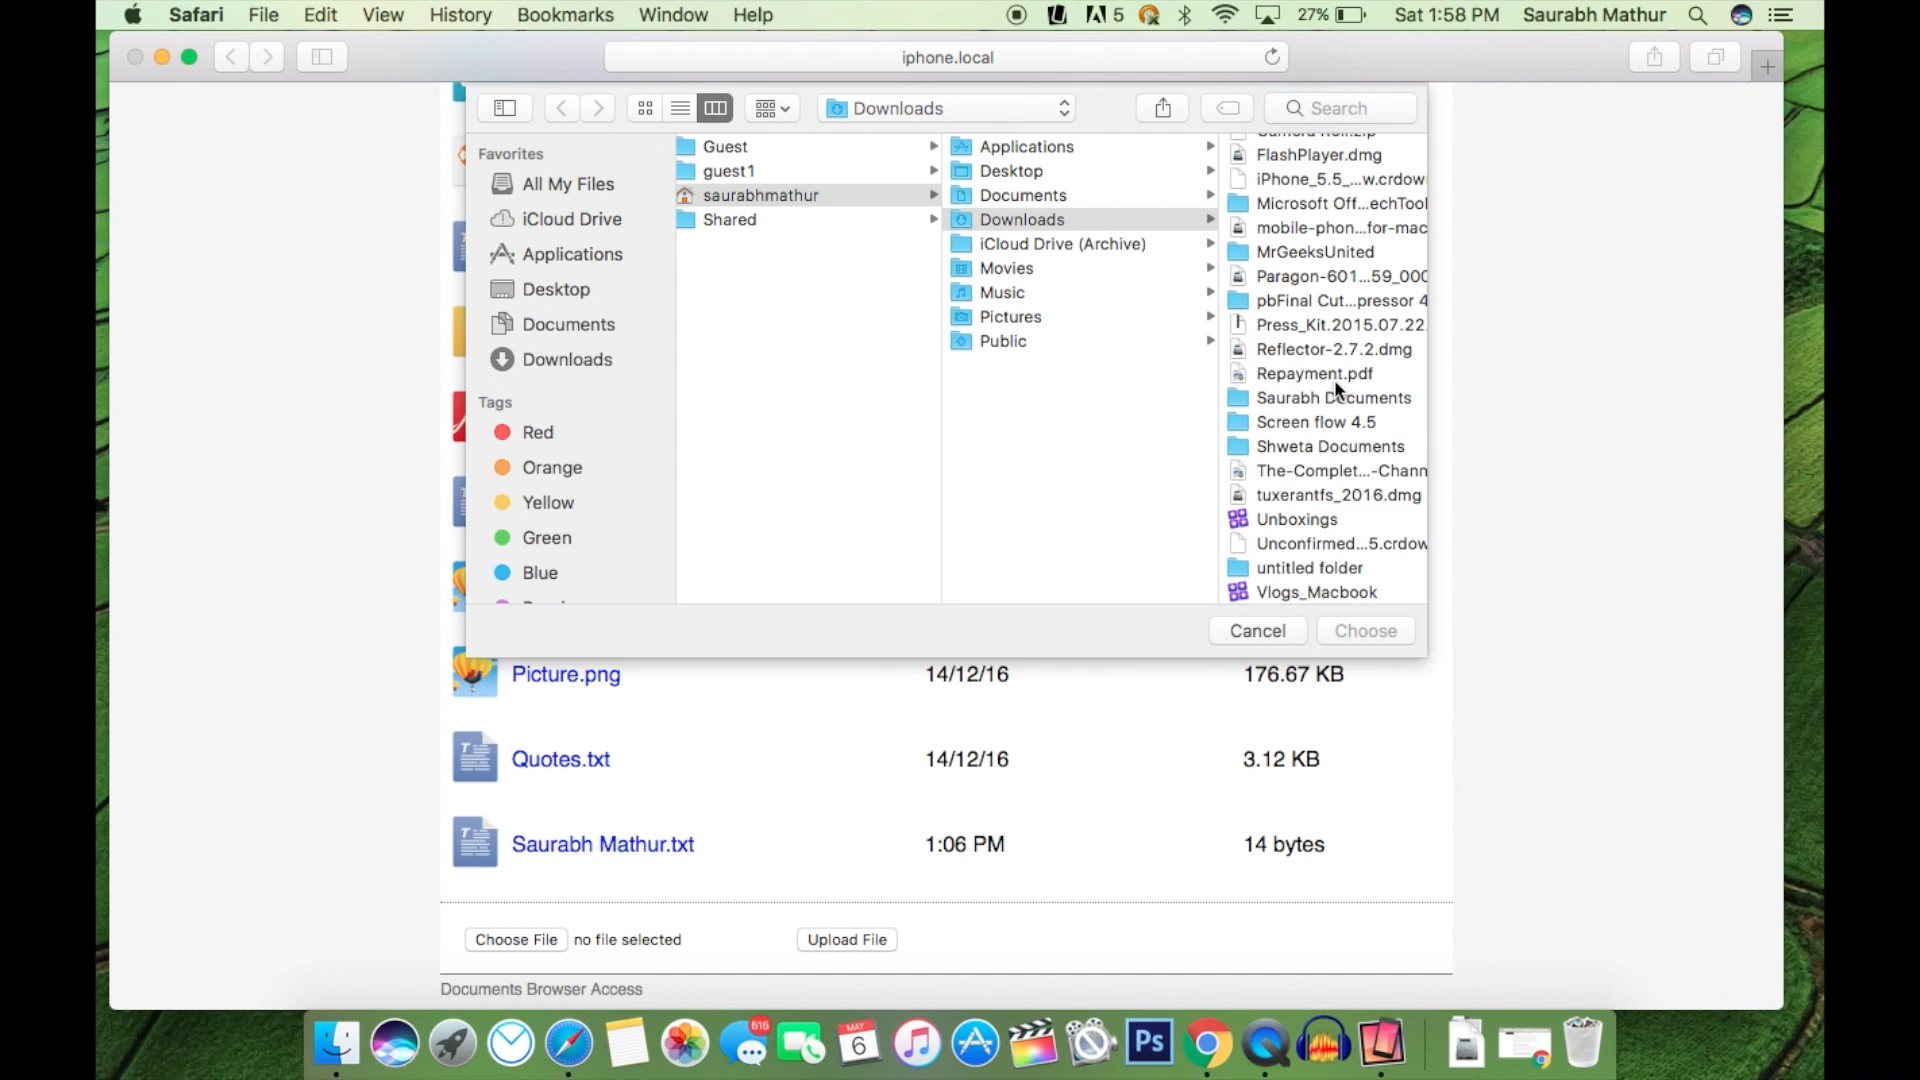 Safari File Edit View History Bookmarks Window Help 5 27% Sat 1:58 PM Saurabh Mathur
iphone.local
Downloads
Search
Favorites
All My Files
iCloud Drive
Applications
Desktop
Documents
Downloads
Tags
Red
Orange
Yellow
Green
Blue
Guest
guest1
saurabhmathur
Shared
Applications
Desktop
Documents
Downloads
iCloud Drive (Archive)
Movies
Music
Pictures
Public
FlashPlayer.dmg
iPhone_5.5_...w.crdow
Microsoft Off...echTool
mobile-phon...for-mac
MrGeeksUnited
Paragon-601...59_000
pbFinal Cut...pressor 4
Press_Kit.2015.07.22.
Reflector-2.7.2.dmg
Repayment.pdf
Saurabh Documents
Screen flow 4.5
Shweta Documents
The-Complet...-Chann
tuxerantfs_2016.dmg
Unboxings
Unconfirmed...5.crdow
untitled folder
Vlogs_Macbook
Cancel Choose
Picture.png 14/12/16 176.67 KB
Quotes.txt 14/12/16 3.12 KB
Saurabh Mathur.txt 1:06 PM 14 bytes
Choose File no file selected Upload File
Documents Browser Access
616
MAY
6
Ps